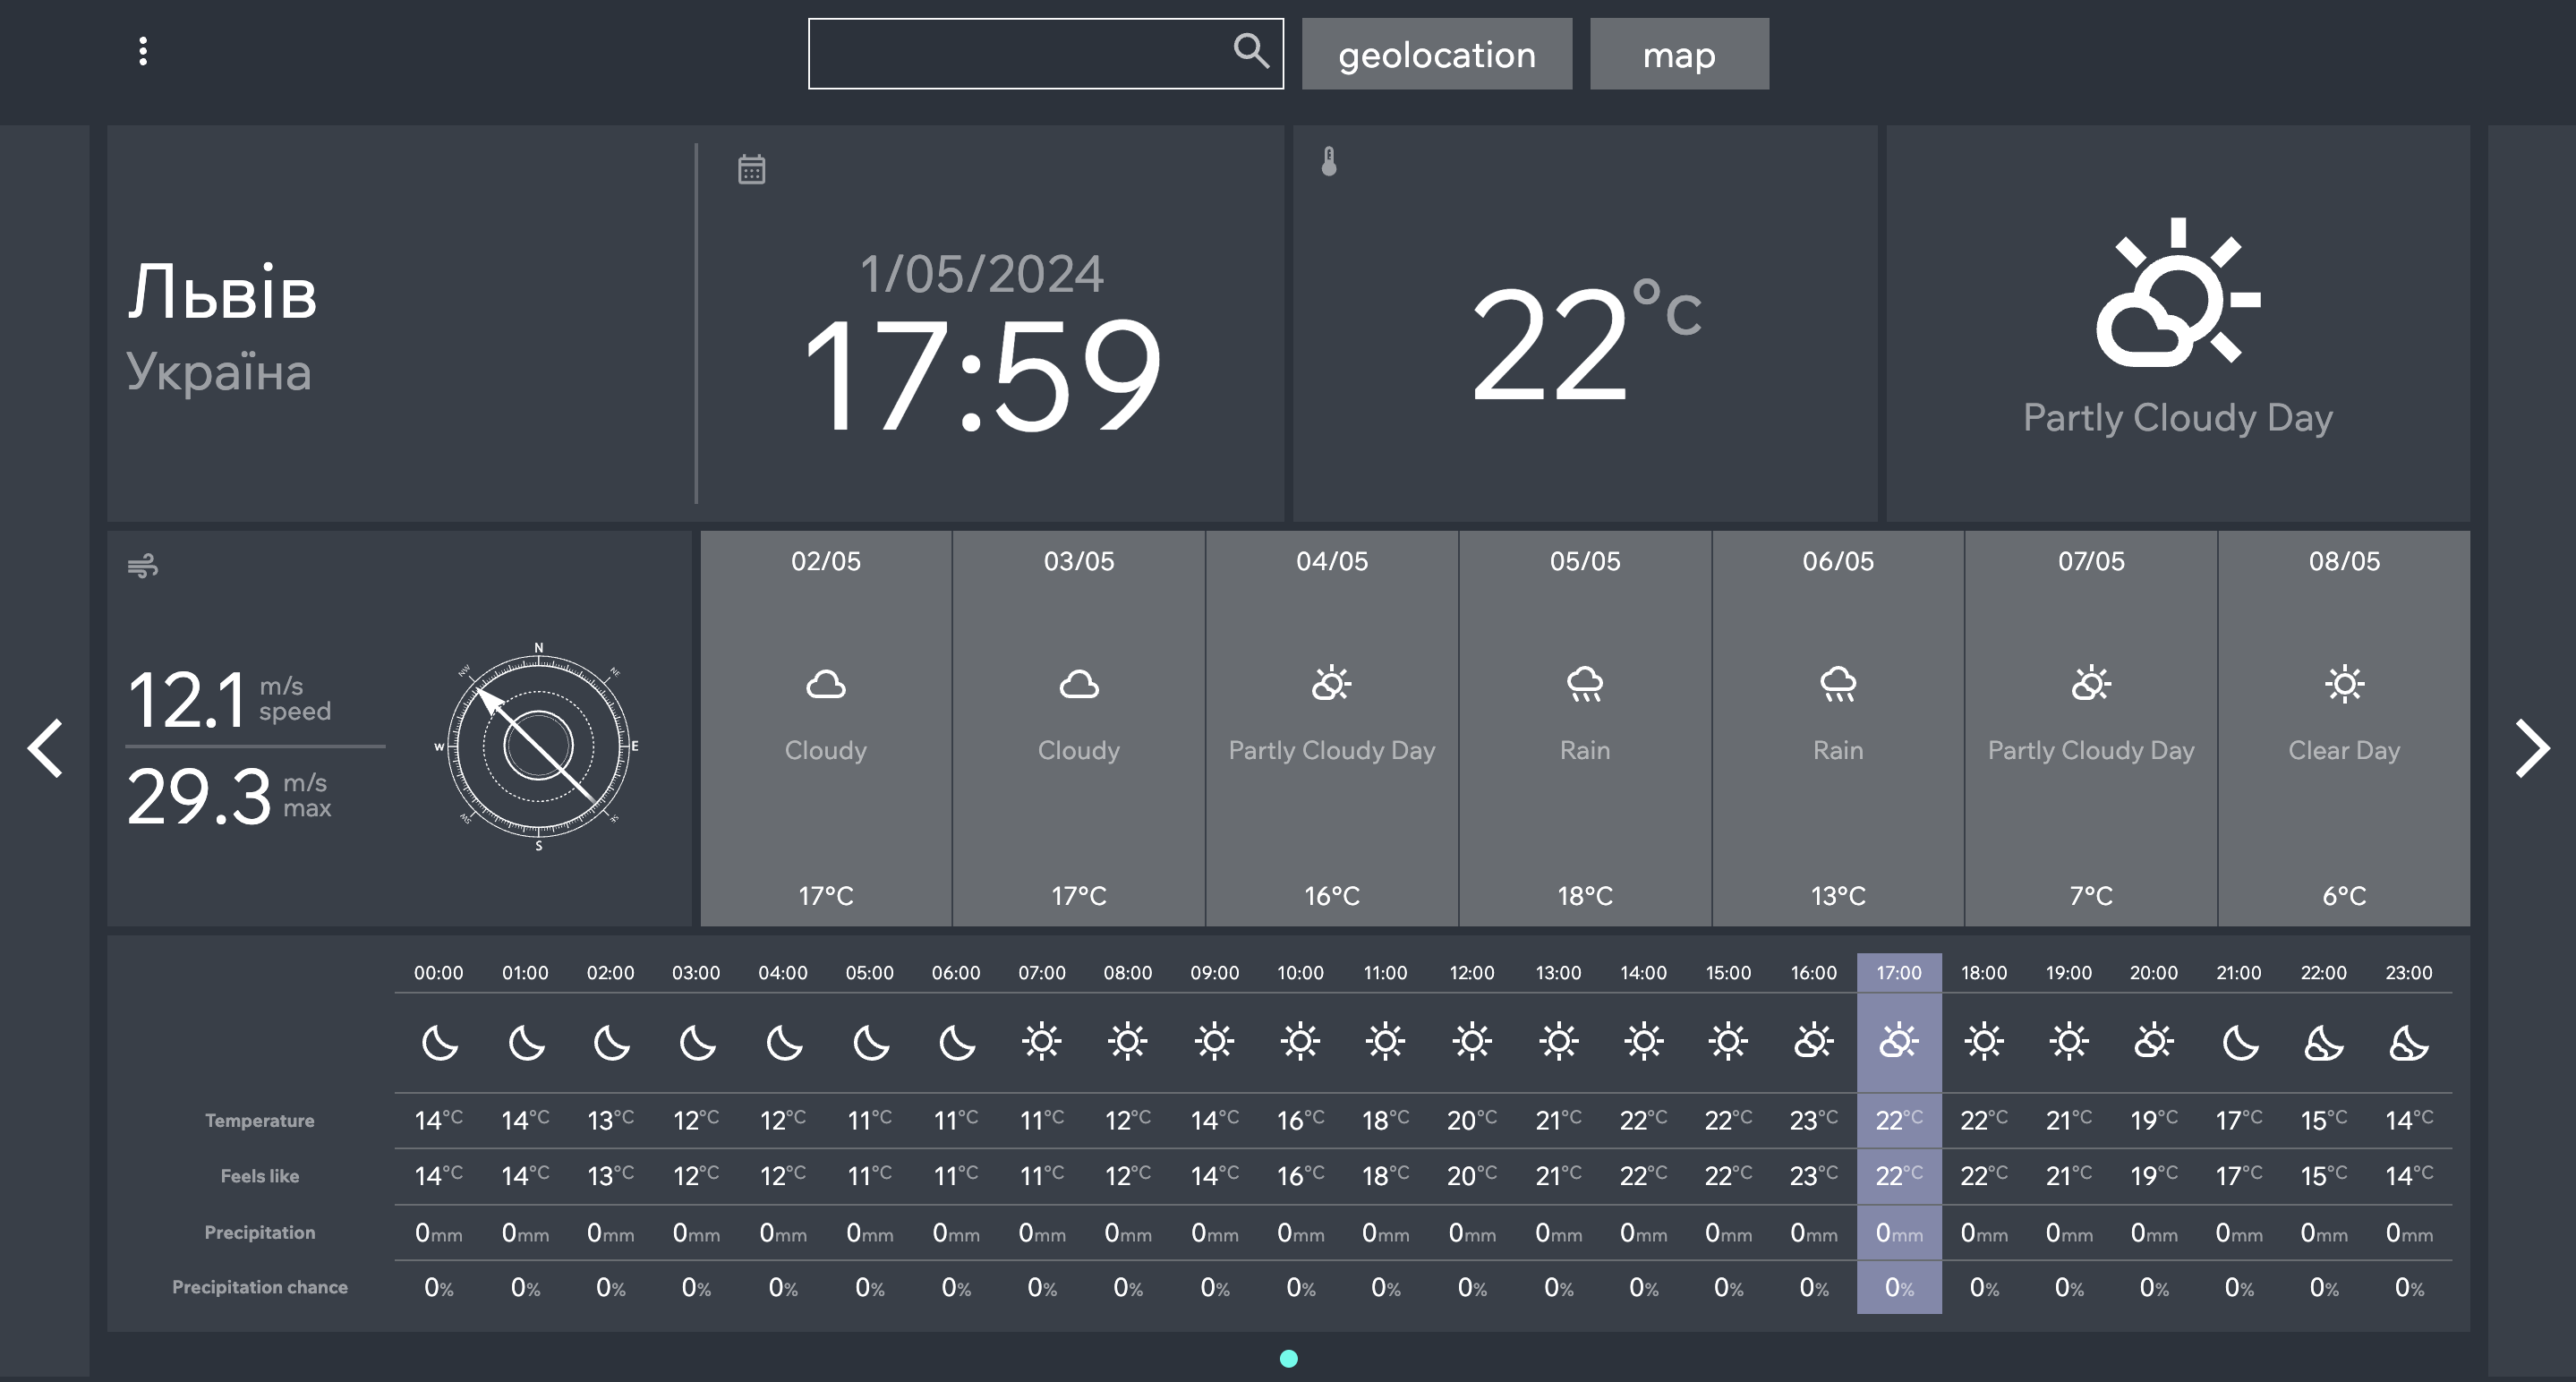 geolocation
map
Львів
Україна
1/05/2024
17:59
22°C
Partly Cloudy Day
12.1 m/s speed
29.3 m/s max
N
NE
E
SE
S
SW
W
NW
02/05 03/05 04/05 05/05 06/05 07/05 08/05
Cloudy Cloudy Partly Cloudy Day Rain Rain Partly Cloudy Day Clear Day
17°C 17°C 16°C 18°C 13°C 7°C 6°C
00:00 01:00 02:00 03:00 04:00 05:00 06:00 07:00 08:00 09:00 10:00 11:00 12:00 13:00 14:00 15:00 16:00 17:00 18:00 19:00 20:00 21:00 22:00 23:00
Temperature 14°C 14°C 13°C 12°C 12°C 11°C 11°C 11°C 12°C 14°C 16°C 18°C 20°C 21°C 22°C 22°C 23°C 22°C 22°C 21°C 19°C 17°C 15°C 14°C
Feels like 14°C 14°C 13°C 12°C 12°C 11°C 11°C 11°C 12°C 14°C 16°C 18°C 20°C 21°C 22°C 22°C 23°C 22°C 22°C 21°C 19°C 17°C 15°C 14°C
Precipitation 0mm 0mm 0mm 0mm 0mm 0mm 0mm 0mm 0mm 0mm 0mm 0mm 0mm 0mm 0mm 0mm 0mm 0mm 0mm 0mm 0mm 0mm 0mm 0mm
Precipitation chance 0% 0% 0% 0% 0% 0% 0% 0% 0% 0% 0% 0% 0% 0% 0% 0% 0% 0% 0% 0% 0% 0% 0% 0%